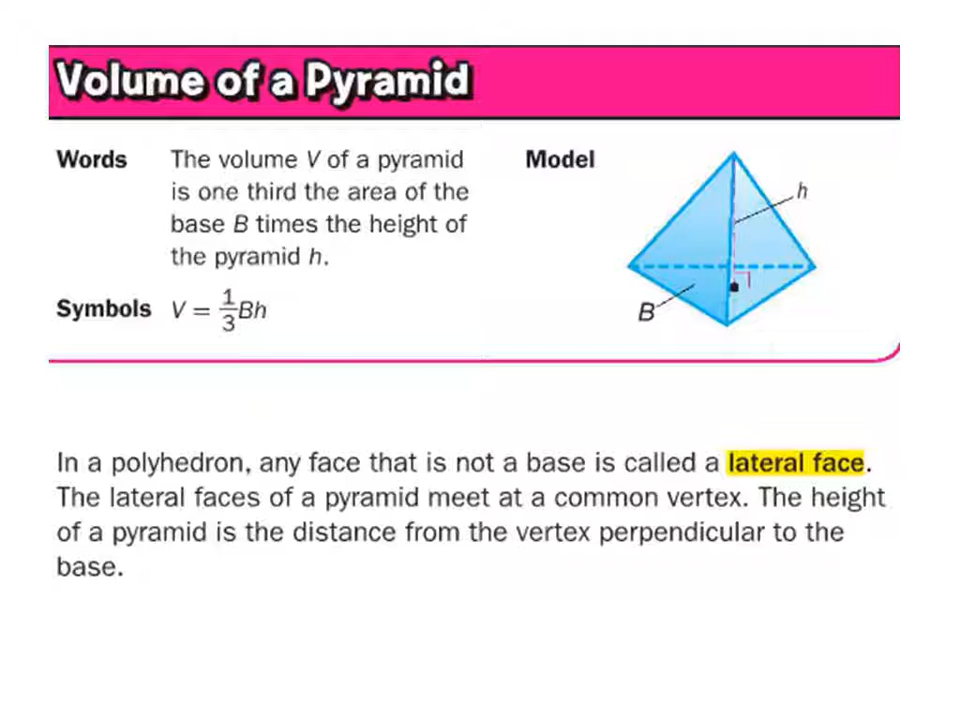 Volume of a Pyramid
Words
The volume V of a pyramid
is one third the area of the
base B times the height of
the pyramid h.
Symbols V = 1/3 Bh
Model
h
B
In a polyhedron, any face that is not a base is called a lateral face.
The lateral faces of a pyramid meet at a common vertex. The height
of a pyramid is the distance from the vertex perpendicular to the
base.